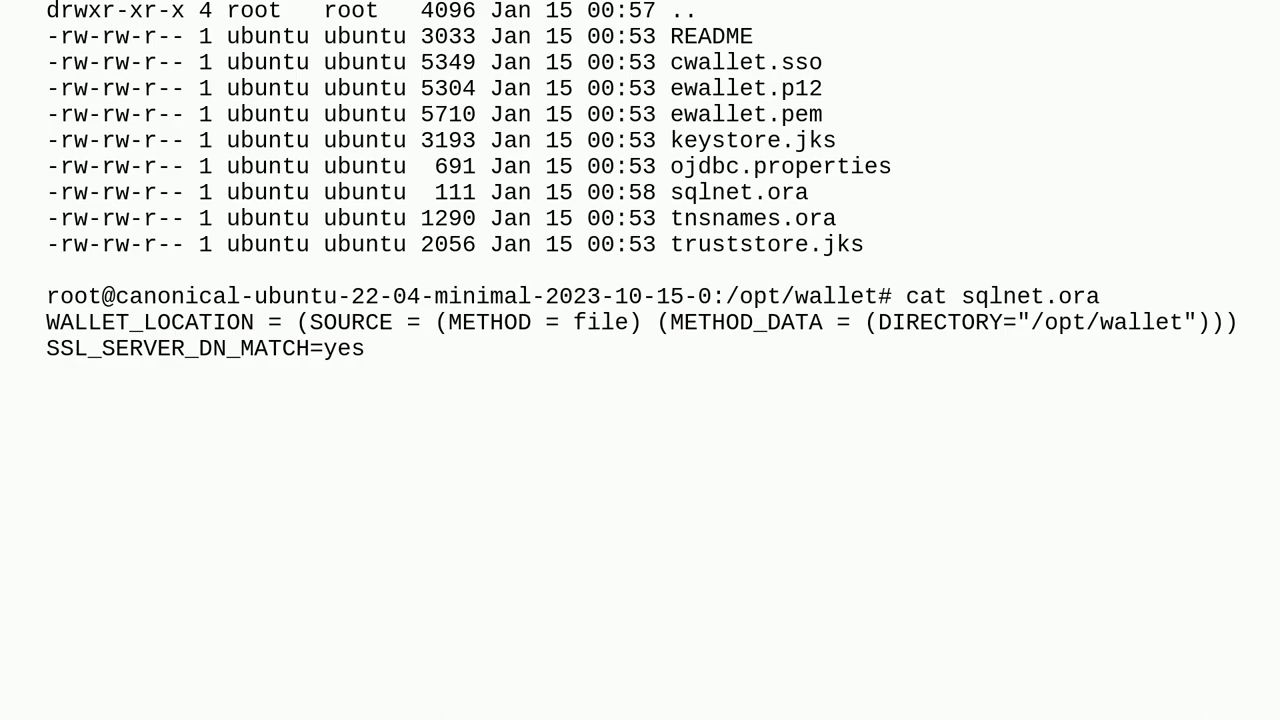 drwxr-xr-x 4 root   root   4096 Jan 15 00:57 ..
-rw-rw-r-- 1 ubuntu ubuntu 3033 Jan 15 00:53 README
-rw-rw-r-- 1 ubuntu ubuntu 5349 Jan 15 00:53 cwallet.sso
-rw-rw-r-- 1 ubuntu ubuntu 5304 Jan 15 00:53 ewallet.p12
-rw-rw-r-- 1 ubuntu ubuntu 5710 Jan 15 00:53 ewallet.pem
-rw-rw-r-- 1 ubuntu ubuntu 3193 Jan 15 00:53 keystore.jks
-rw-rw-r-- 1 ubuntu ubuntu  691 Jan 15 00:53 ojdbc.properties
-rw-rw-r-- 1 ubuntu ubuntu  111 Jan 15 00:58 sqlnet.ora
-rw-rw-r-- 1 ubuntu ubuntu 1290 Jan 15 00:53 tnsnames.ora
-rw-rw-r-- 1 ubuntu ubuntu 2056 Jan 15 00:53 truststore.jks
root@canonical-ubuntu-22-04-minimal-2023-10-15-0:/opt/wallet# cat sqlnet.ora
WALLET_LOCATION = (SOURCE = (METHOD = file) (METHOD_DATA = (DIRECTORY="/opt/wallet")))
SSL_SERVER_DN_MATCH=yes